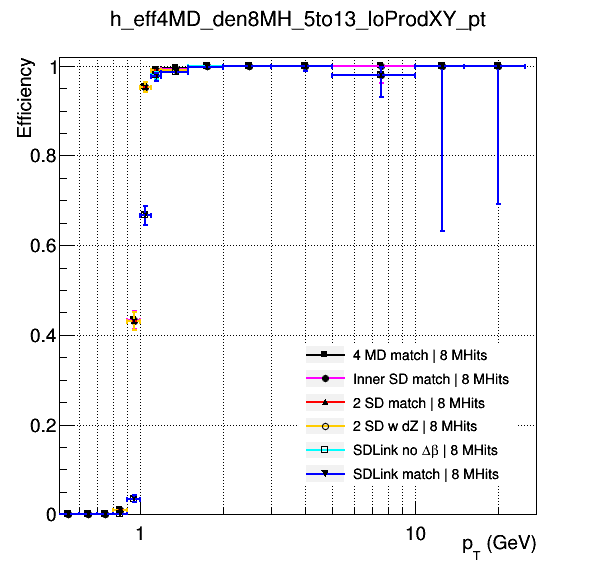 h_eff4MD_den8MH_5to13_loProdXY_pt
Efficiency
1
0.8
0.6
0.4
0.2
0
4 MD match | 8 MHits
Inner SD match | 8 MHits
2 SD match | 8 MHits
2 SD w dZ | 8 MHits
SDLink no Δβ | 8 MHits
SDLink match | 8 MHits
1 10
p_T (GeV)